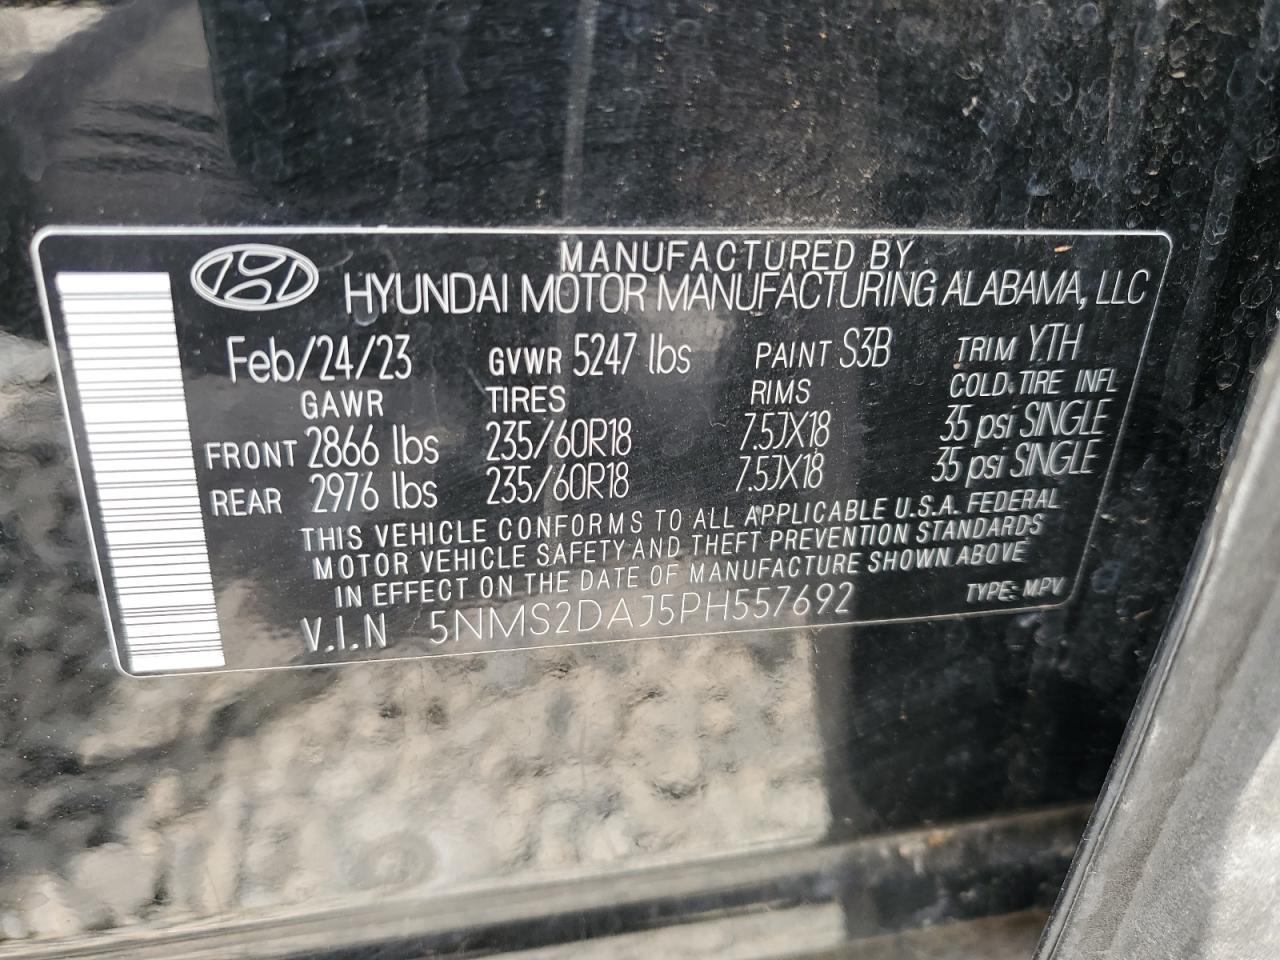 MANUFACTURED BY
HYUNDAI MOTOR MANUFACTURING ALABAMA, LLC
Feb/24/23 GVWR 5247 lbs PAINT S3B TRIM YTH
GAWR TIRES RIMS COLD TIRE INFL
FRONT 2866 lbs 235/60R18 7.5JX18 35 psi SINGLE
REAR 2976 lbs 235/60R18 7.5JX18 35 psi SINGLE
THIS VEHICLE CONFORMS TO ALL APPLICABLE U.S.A. FEDERAL
MOTOR VEHICLE SAFETY AND THEFT PREVENTION STANDARDS
IN EFFECT ON THE DATE OF MANUFACTURE SHOWN ABOVE
V.I.N 5NMS2DAJ5PH557692 TYPE: MPV